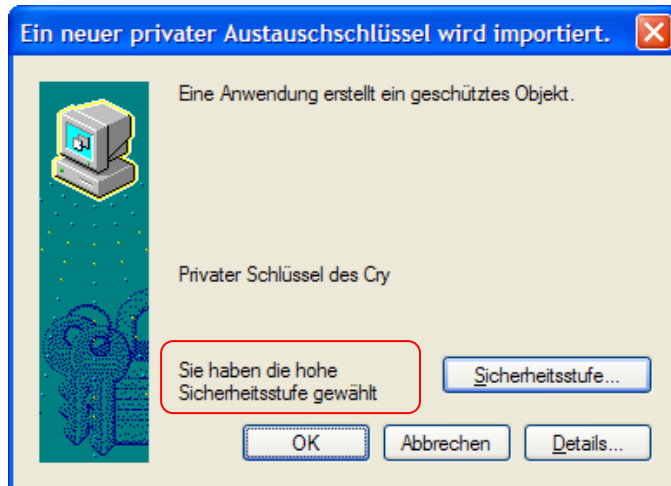 Ein neuer privater Austauschschlüssel wird importiert.
Eine Anwendung erstellt ein geschütztes Objekt.
Privater Schlüssel des Cry
Sie haben die hohe
Sicherheitsstufe gewählt
Sicherheitsstufe...
OK
Abbrechen
Details...